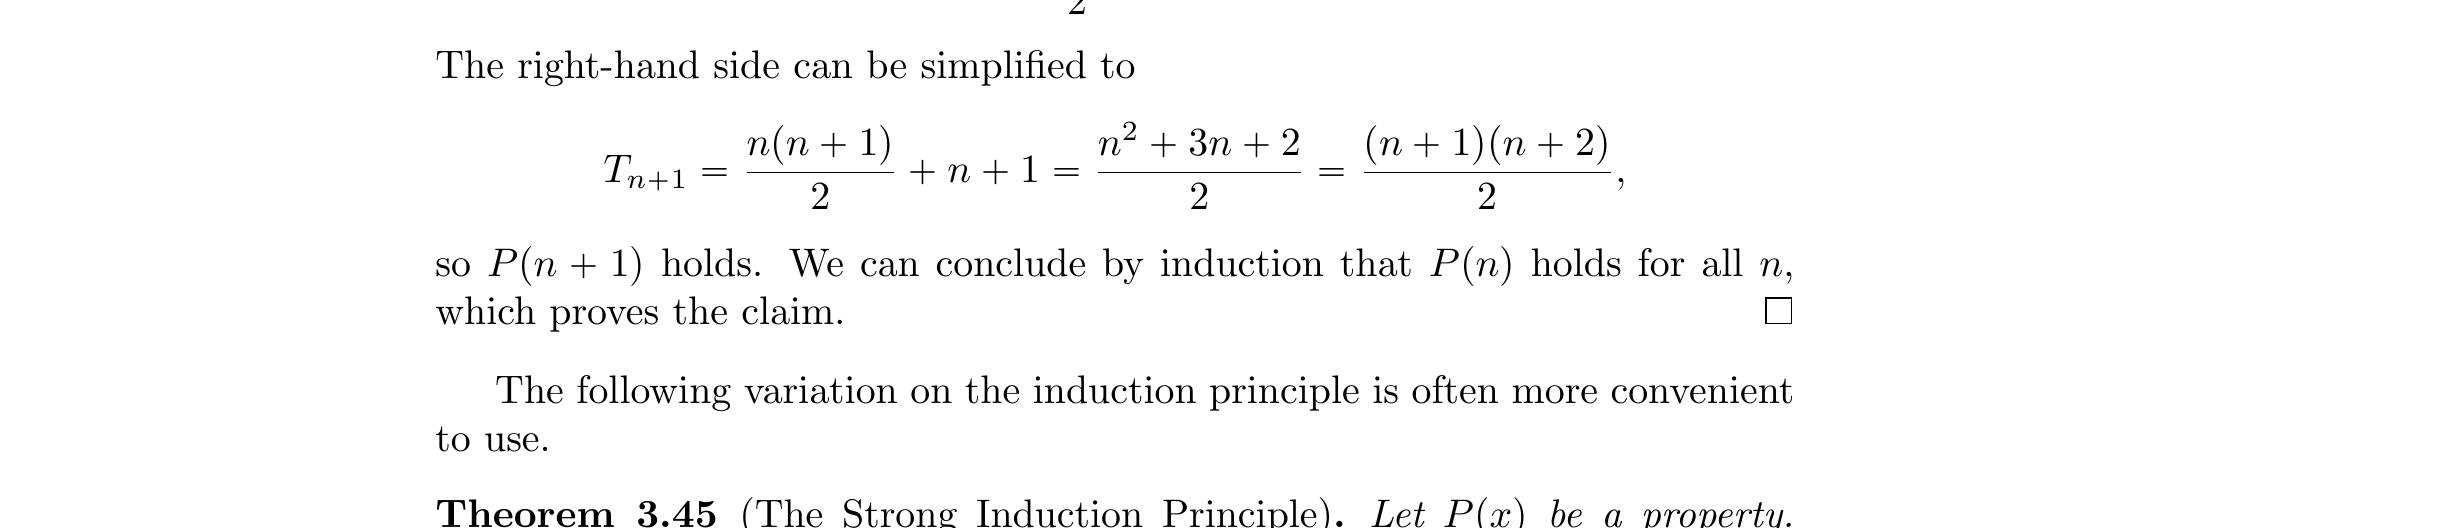 2
The right-hand side can be simplified to
T_{n+1} = \frac{n(n + 1)}{2} + n + 1 = \frac{n^2 + 3n + 2}{2} = \frac{(n + 1)(n + 2)}{2},
so P(n + 1) holds. We can conclude by induction that P(n) holds for all n,
which proves the claim. □
The following variation on the induction principle is often more convenient
to use.
Theorem 3.45 (The Strong Induction Principle). Let P(x) be a property.